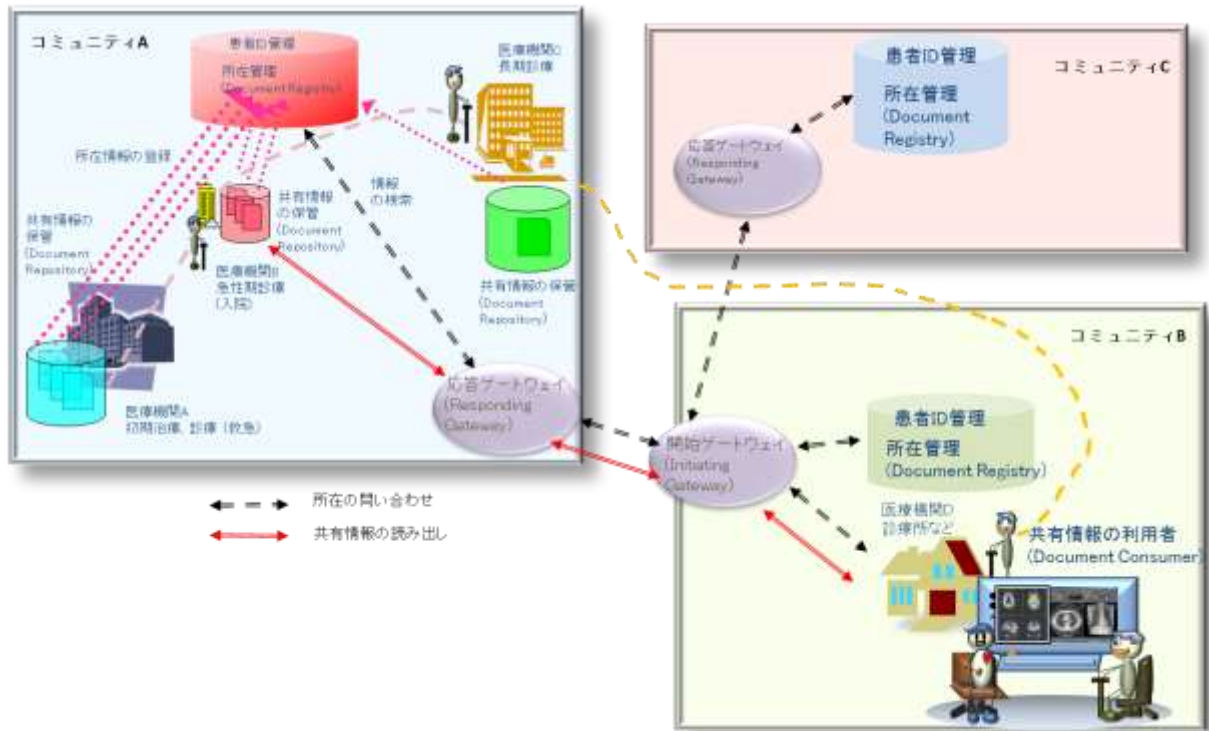 コミュニティA
患者ID管理
所在管理
(Document Registry)
医療機関C
長期診療
所在情報の登録
情報
の検索
共有情報
の保管
(Document
Repository)
共有情報の
保管
(Document
Repository)
医療機関B
急性期診療
(入院)
共有情報の保管
(Document
Repository)
医療機関A
初期治療、診療 (救急)
応答ゲートウェイ
(Responding
Gateway)
コミュニティC
患者ID管理
所在管理
(Document
Registry)
応答ゲートウェイ
(Responding
Gateway)
コミュニティB
患者ID管理
所在管理
(Document Registry)
開始ゲートウェイ
(Initiating
Gateway)
医療機関D
診療所など
共有情報の利用者
(Document Consumer)
所在の問い合わせ
共有情報の読み出し